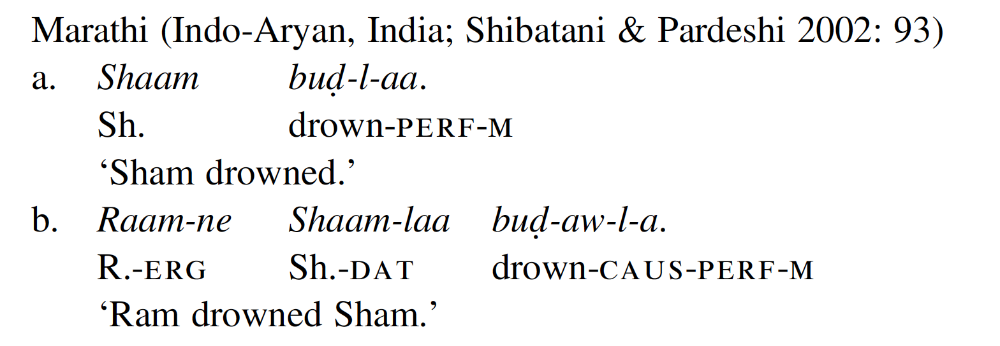 Marathi (Indo-Aryan, India; Shibatani & Pardeshi 2002: 93)
a. Shaam buḍ-l-aa.
Sh. drown-PERF-M
‘Sham drowned.’
b. Raam-ne Shaam-laa buḍ-aw-l-a.
R.-ERG Sh.-DAT drown-CAUS-PERF-M
‘Ram drowned Sham.’